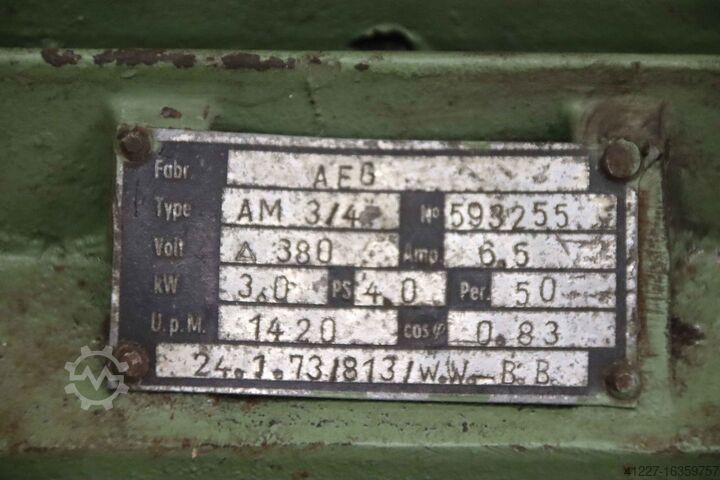 Fabr. AEG
Type AM 3/4 No 593255
Volt △ 380 Amp. 6.5
kW 3.0 PS 4.0 Per. 50
U.p.M. 1420 cos φ 0.83
24.1.73/813/W.W.-B.B.
41227-16359757